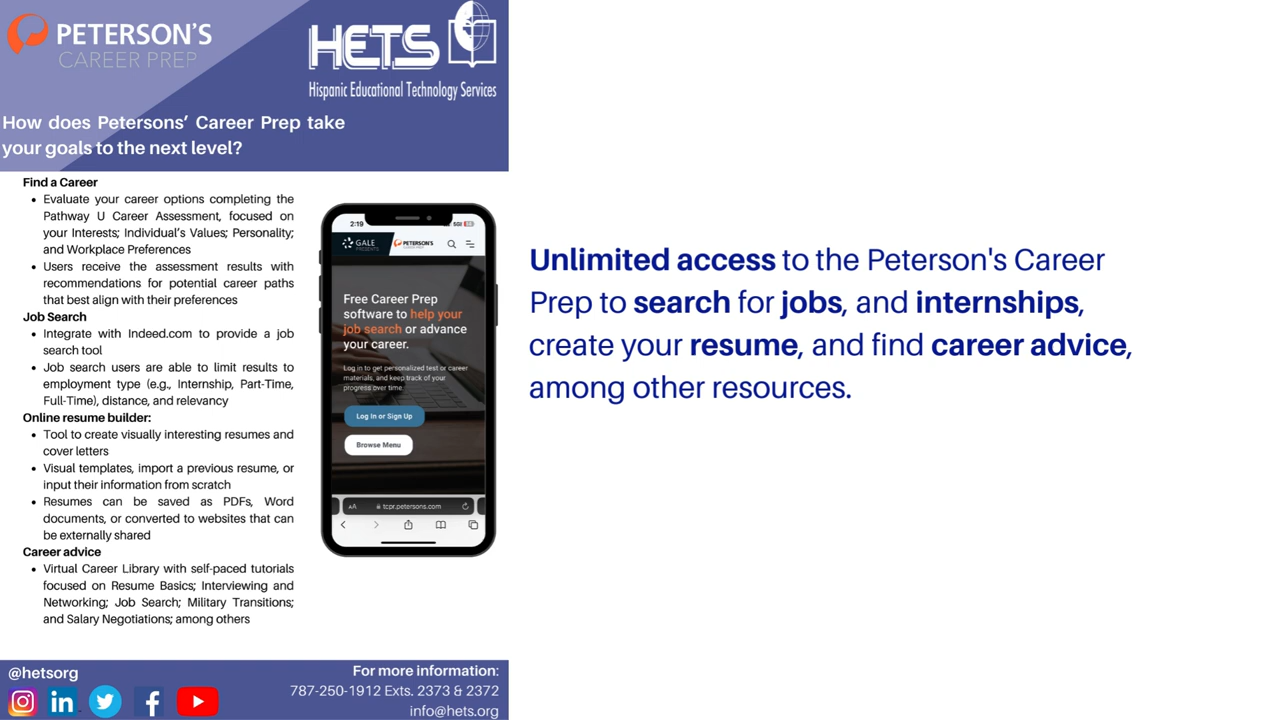 PETERSON'S
CAREER PREP
HETS
Hispanic Educational Technology Services
How does Petersons' Career Prep take
your goals to the next level?
Find a Career
• Evaluate your career options completing the
Pathway U Career Assessment, focused on
your Interests; Individual's Values; Personality;
and Workplace Preferences
• Users receive the assessment results with
recommendations for potential career paths
that best align with their preferences
Job Search
• Integrate with Indeed.com to provide a job
search tool
• Job search users are able to limit results to
employment type (e.g., Internship, Part-Time,
Full-Time), distance, and relevancy
Online resume builder:
• Tool to create visually interesting resumes and
cover letters
• Visual templates, import a previous resume, or
input their information from scratch
• Resumes can be saved as PDFs, Word
documents, or converted to websites that can
be externally shared
Career advice
• Virtual Career Library with self-paced tutorials
focused on Resume Basics; Interviewing and
Networking; Job Search; Military Transitions;
and Salary Negotiations; among others
2:19
GALE
PRESENTS
PETERSON'S
CAREER PREP
Free Career Prep
software to help your
job search or advance
your career.
Log in to get personalized test or career
materials, and keep track of your
progress over time.
Log In or Sign Up
Browse Menu
AA tcpr.petersons.com
@hetsorg
For more information:
787-250-1912 Exts. 2373 & 2372
info@hets.org
Unlimited access to the Peterson's Career
Prep to search for jobs, and internships,
create your resume, and find career advice,
among other resources.